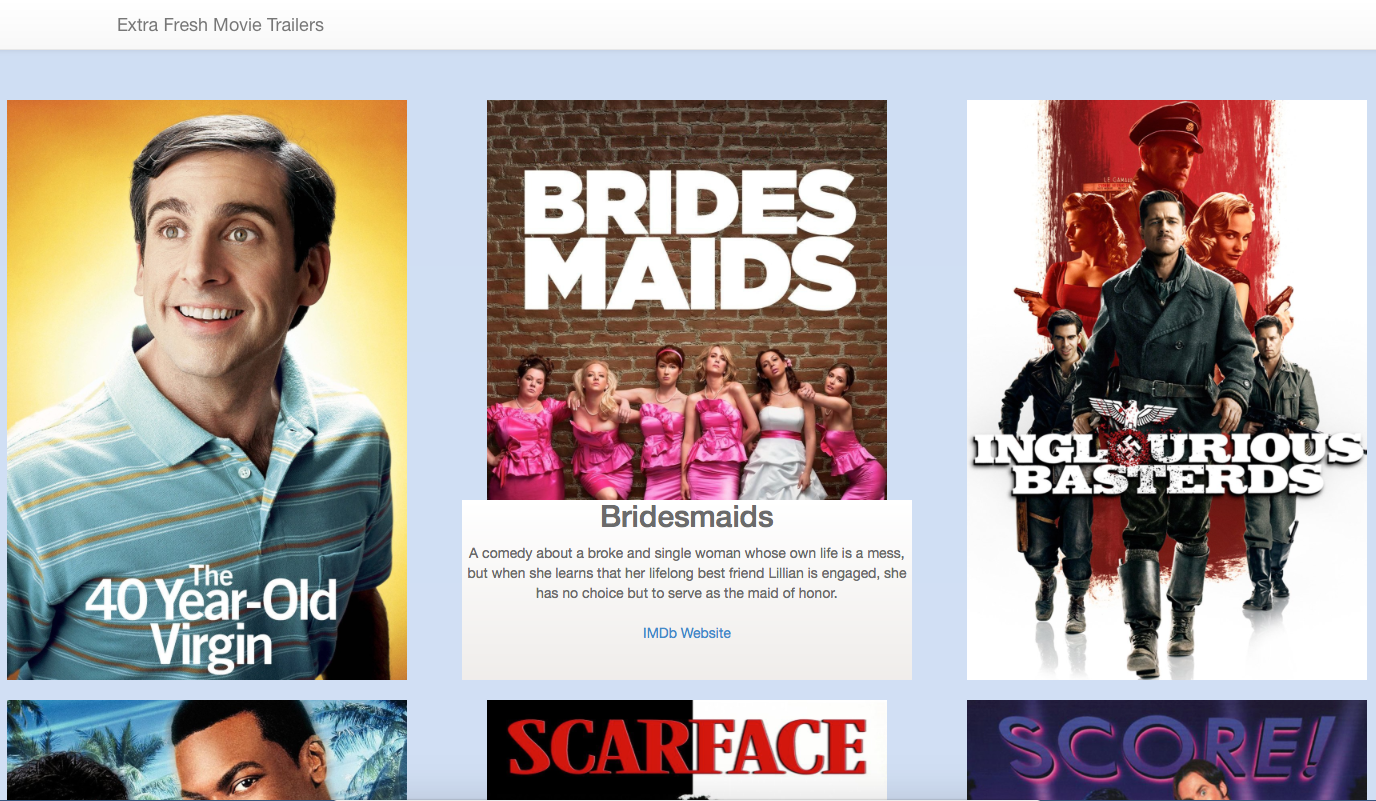 Extra Fresh Movie Trailers
The
40 Year-Old
Virgin
BRIDES
MAIDS
Bridesmaids
A comedy about a broke and single woman whose own life is a mess,
but when she learns that her lifelong best friend Lillian is engaged, she
has no choice but to serve as the maid of honor.
IMDb Website
INGLOURIOUS
BASTERDS
SCARFACE
SCORE!